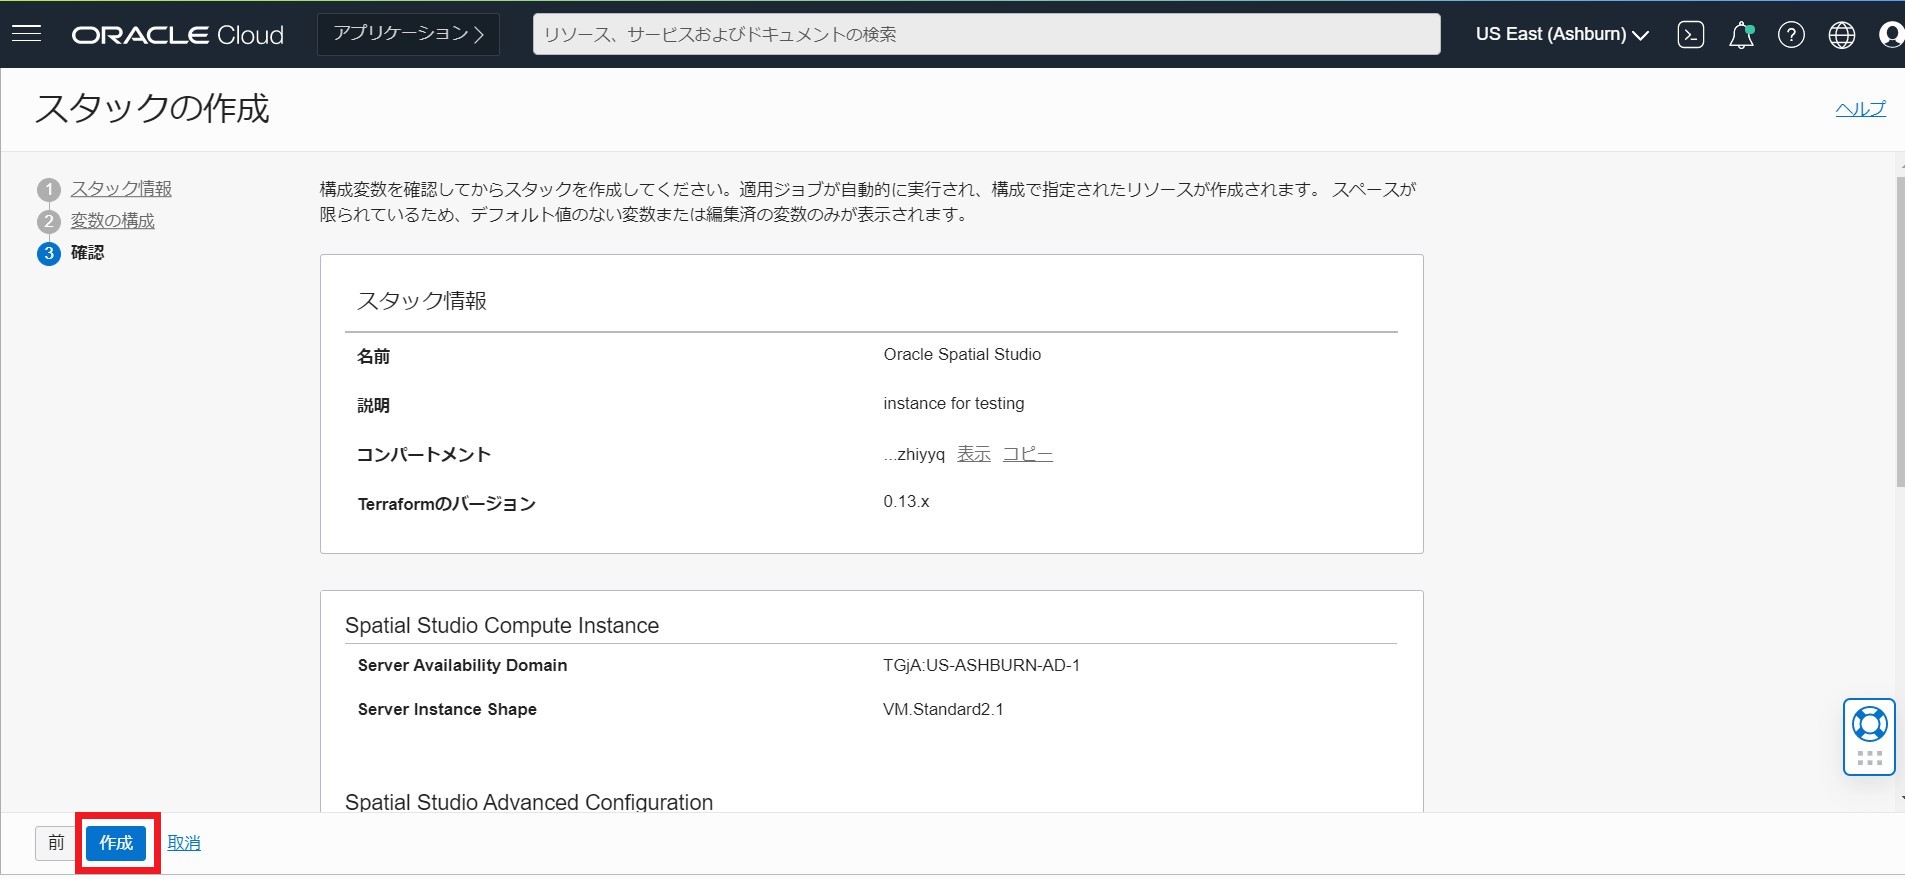 ORACLE Cloud
アプリケーション
リソース、サービスおよびドキュメントの検索
US East (Ashburn)
スタックの作成
ヘルプ
1 スタック情報
2 変数の構成
3 確認
構成変数を確認してからスタックを作成してください。適用ジョブが自動的に実行され、構成で指定されたリソースが作成されます。 スペースが
限られているため、デフォルト値のない変数または編集済の変数のみが表示されます。
スタック情報
名前 Oracle Spatial Studio
説明 instance for testing
コンパートメント ...zhiyyq 表示 コピー
Terraformのバージョン 0.13.x
Spatial Studio Compute Instance
Server Availability Domain TGjA:US-ASHBURN-AD-1
Server Instance Shape VM.Standard2.1
Spatial Studio Advanced Configuration
前 作成 取消